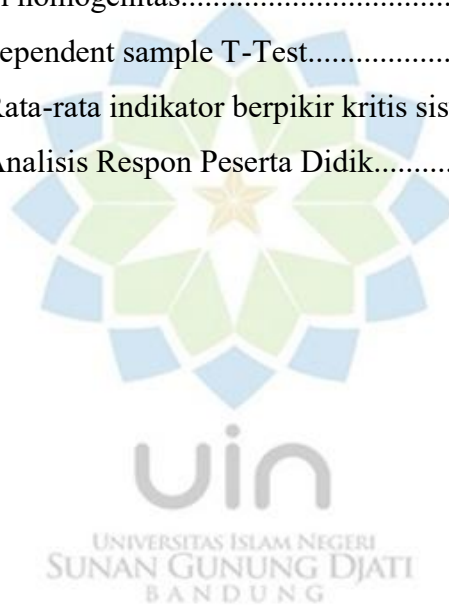 homogenitas.......................
ependent sample T-Test..................
Rata-rata indikator berpikir kritis sis
Analisis Respon Peserta Didik..........
uin
UNIVERSITAS ISLAM NEGERI
SUNAN GUNUNG DJATI
BANDUNG